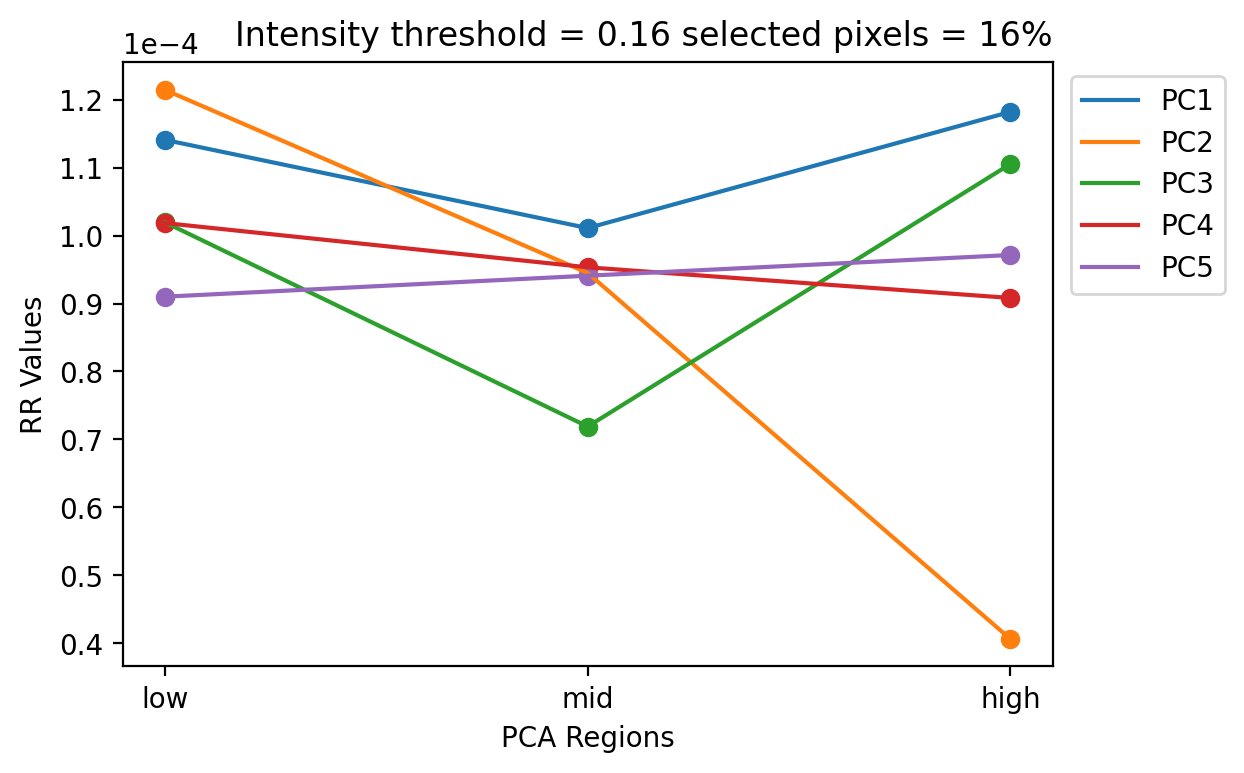 Intensity threshold = 0.16 selected pixels = 16%
1e−4
1.2
1.1
1.0
0.9
0.8
0.7
0.6
0.5
0.4
RR Values
low
mid
high
PCA Regions
PC1
PC2
PC3
PC4
PC5